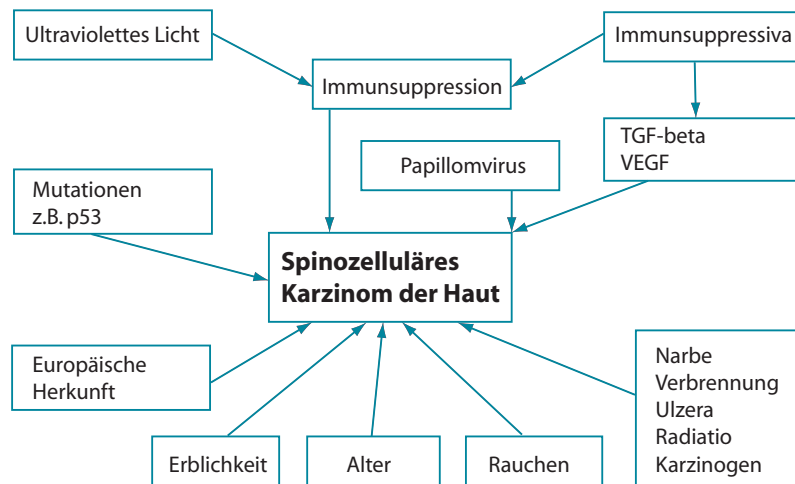 Ultraviolettes Licht
Immunsuppressiva
Immunsuppression
TGF-beta
VEGF
Papillomvirus
Mutationen
z.B. p53
Spinozelluläres
Karzinom der Haut
Europäische
Herkunft
Narbe
Verbrennung
Ulzera
Radiatio
Karzinogen
Erblichkeit
Alter
Rauchen